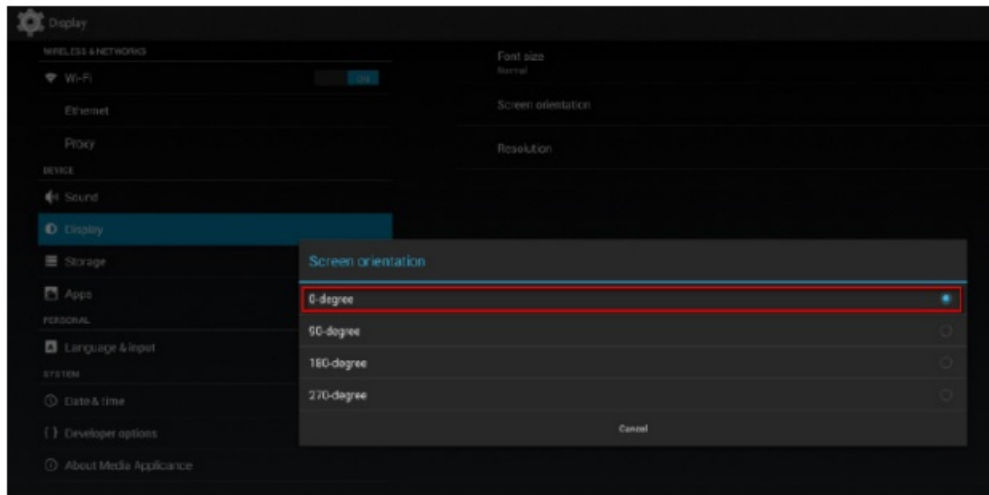 Display
WIRELESS & NETWORKS
Wi-Fi
ON
Ethernet
Proxy
DEVICE
Sound
Display
Storage
Apps
PERSONAL
Language & input
SYSTEM
Date & time
{ } Developer options
About Media Applicance
Font size
Normal
Screen orientation
Resolution
Screen orientation
0-degree
90-degree
180-degree
270-degree
Cancel